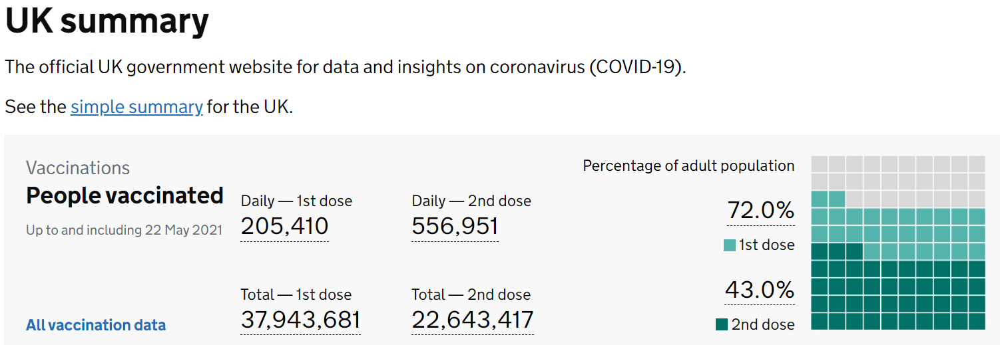 UK summary
The official UK government website for data and insights on coronavirus (COVID-19).
See the simple summary for the UK.
Vaccinations
People vaccinated
Up to and including 22 May 2021
Daily — 1st dose
205,410
Daily — 2nd dose
556,951
Total — 1st dose
37,943,681
Total — 2nd dose
22,643,417
All vaccination data
Percentage of adult population
72.0%
1st dose
43.0%
2nd dose